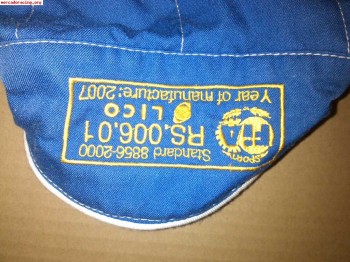 mercadoracing.org
Standard 8856-2000
RS.006.01
LICO
Year of manufacture: 2007
SPORT